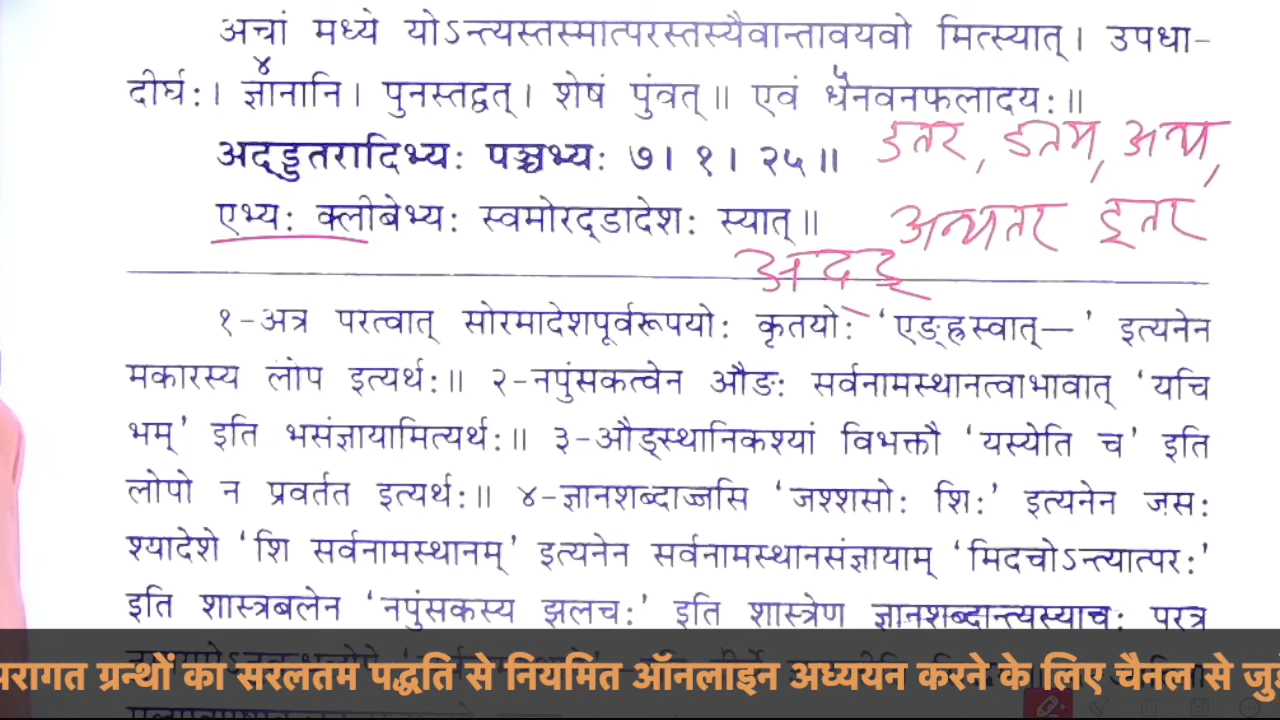 अचां मध्ये योऽन्त्यस्तस्मात्परस्तस्यैवान्तावयवो मित्स्यात्। उपधा-
दीर्घः। ४ज्ञानानि। पुनस्तद्वत्। शेषं पुंवत्॥ एवं ५धनवनफलादयः॥
अद्ड्डुतरादिभ्यः पञ्चभ्यः ७। १। २५॥ डतर, डतम, अन्य,
एभ्यः क्लीबेभ्यः स्वमोरद्डादेशः स्यात्॥ अन्यतर इतर
अदड्
१-अत्र परत्वात् सोरमादेशपूर्वरूपयोः कृतयोः 'एङ्ह्रस्वात्—' इत्यनेन
मकारस्य लोप इत्यर्थः॥ २-नपुंसकत्वेन औङः सर्वनामस्थानत्वाभावात् 'यचि
भम्' इति भसंज्ञायामित्यर्थः॥ ३-औङ्स्थानिकश्यां विभक्तौ 'यस्येति च' इति
लोपो न प्रवर्तत इत्यर्थः॥ ४-ज्ञानशब्दाज्जसि 'जश्शसोः शिः' इत्यनेन जसः
श्यादेशे 'शि सर्वनामस्थानम्' इत्यनेन सर्वनामस्थानसंज्ञायाम् 'मिदचोऽन्त्यात्परः'
इति शास्त्रबलेन 'नपुंसकस्य झलचः' इति शास्त्रेण ज्ञानशब्दान्त्यस्याचः परत्र
परागत ग्रन्थों का सरलतम पद्धति से नियमित ऑनलाइन अध्ययन करने के लिए चैनल से जुड़े